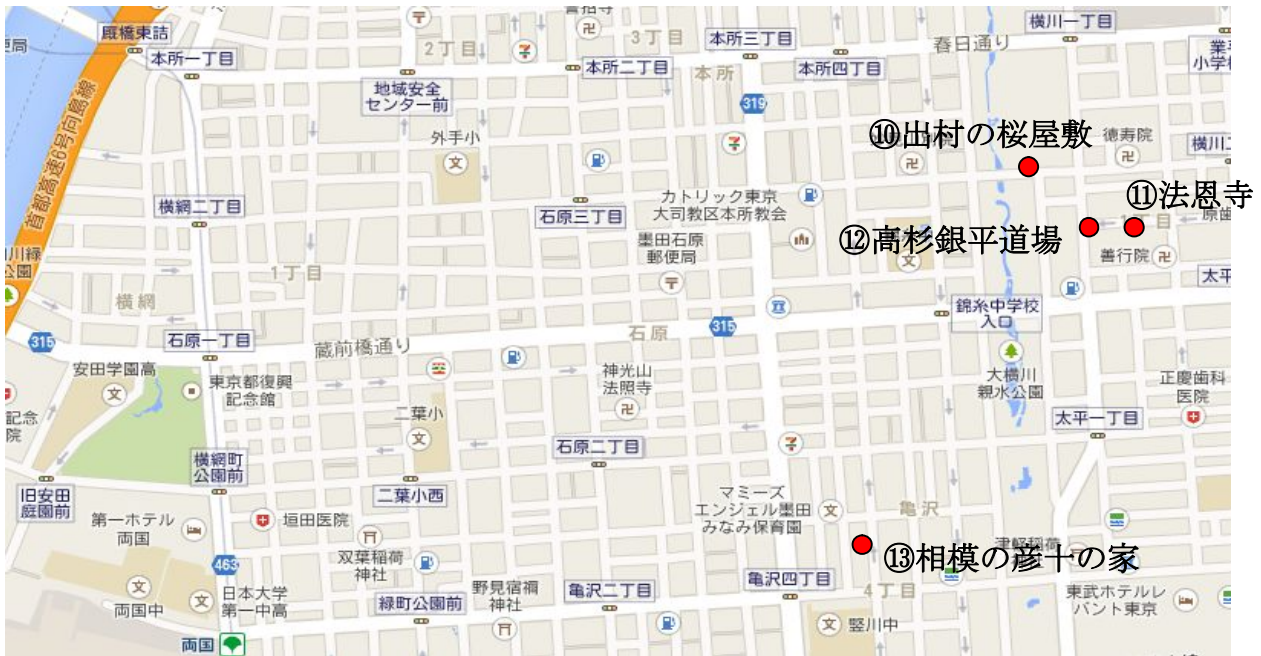 厩橋東詰
本所一丁目
2丁目
3丁目
本所三丁目
横川一丁目
春日通り
本所二丁目
本所四丁目
本所
地域安全
センター前
319
外手小
文
⑩出村の桜屋敷
徳寿院
⑪法恩寺
首都高速6号向島線
横網二丁目
石原三丁目
カトリック東京
大司教区本所教会
⑫高杉銀平道場
1丁目
墨田石原
郵便局
善行院
文
1丁目
横網
錦糸中学校
入口
315
石原一丁目
蔵前橋通り
石原
315
安田学園高
文
東京都復興
記念館
神光山
法照寺
大横川
親水公園
正慶歯科
医院
二葉小
文
太平一丁目
石原二丁目
横網町
公園前
旧安田
庭園前
二葉小西
マミーズ
エンジェル墨田
みなみ保育園
文
亀沢
第一ホテル
両国
垣田医院
双葉稲荷
神社
津軽稲荷
⑬相模の彦十の家
463
亀沢四丁目
4丁目
両国中
文
文
日本大学
第一中高
緑町公園前
野見宿禰
神社
亀沢二丁目
東武ホテルレ
バント東京
文
竪川中
両国